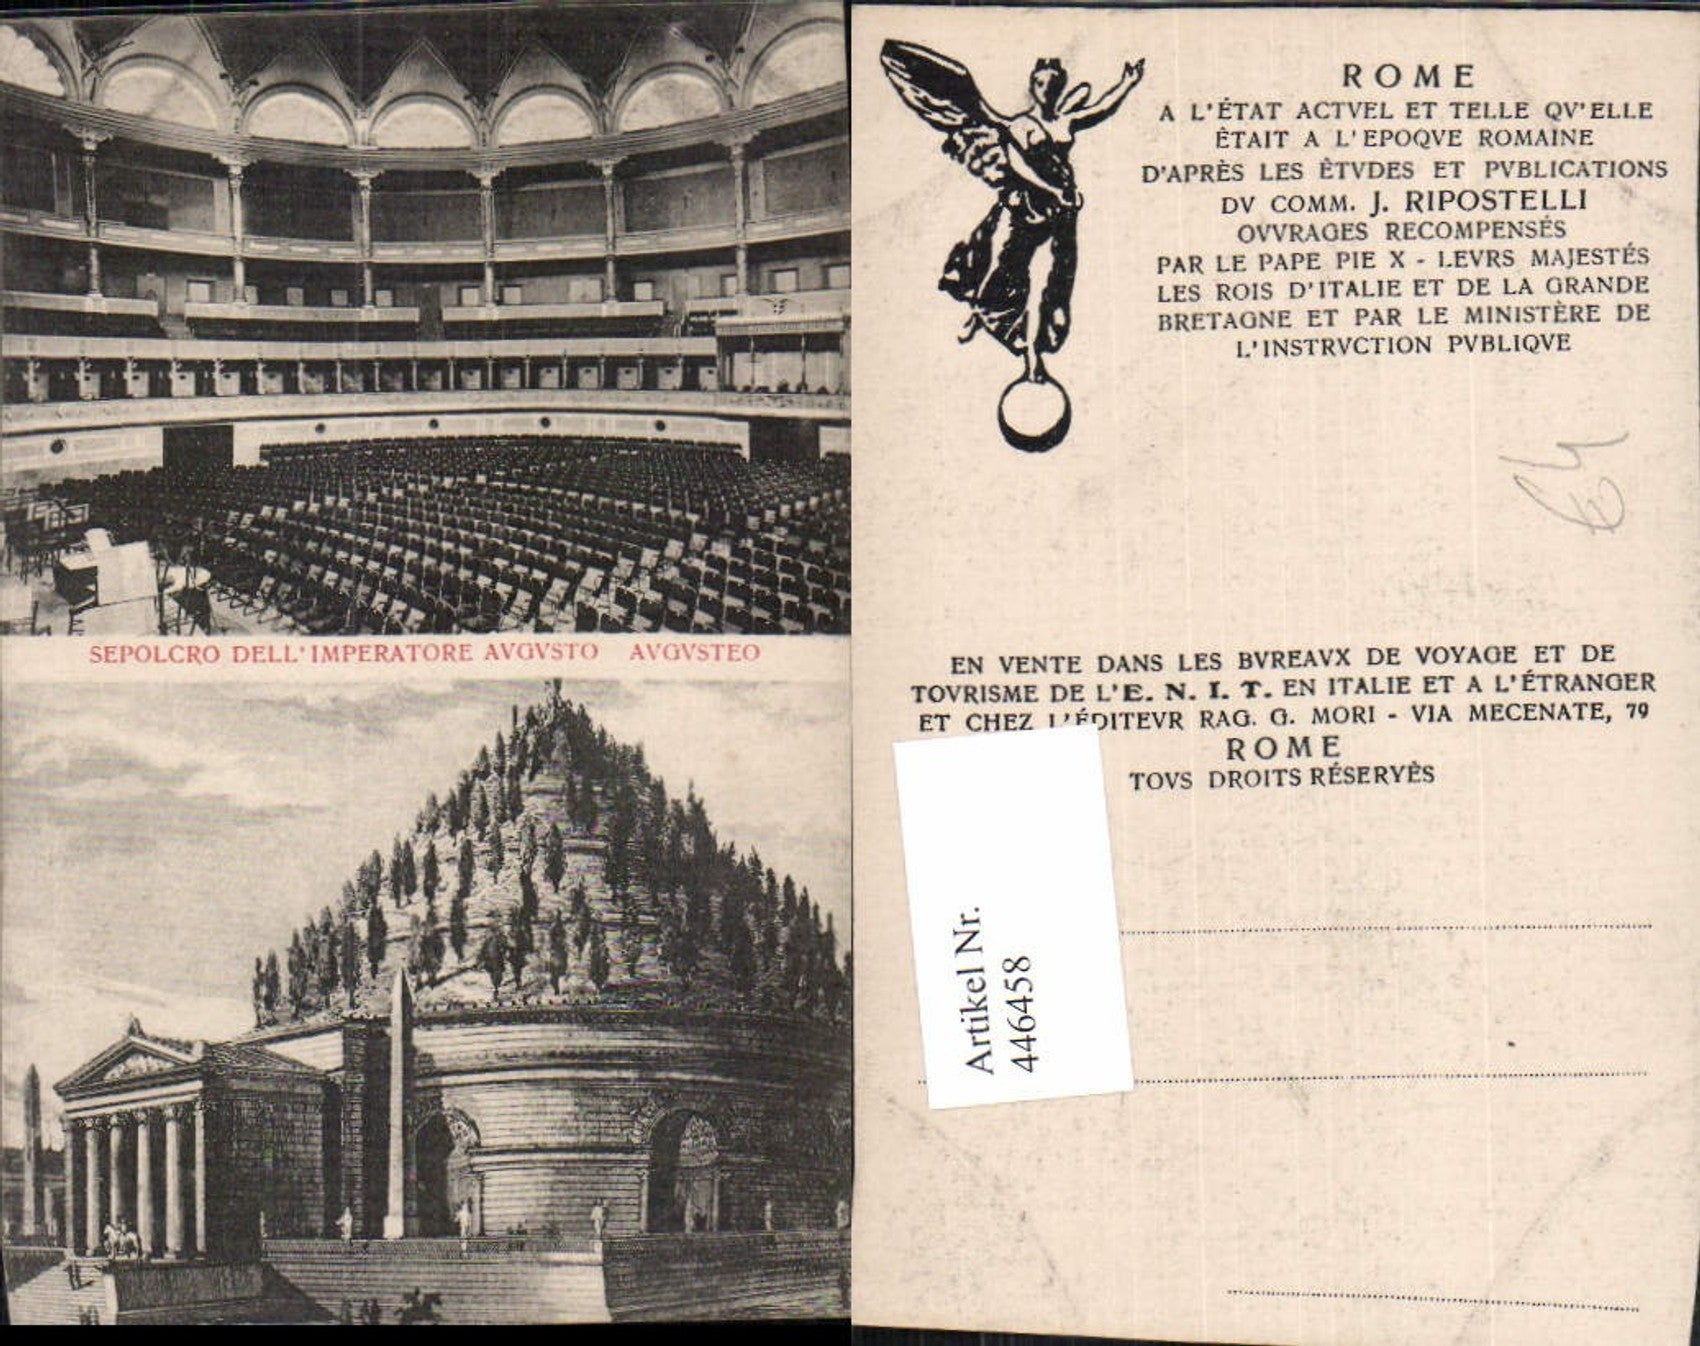 SEPOLCRO DELL'IMPERATORE AVGVSTO AVGVSTEO
ROME
A L'ÉTAT ACTVEL ET TELLE QV'ELLE
ÊTAIT A L'EPOQVE ROMAINE
D'APRÈS LES ÊTVDES ET PVBLICATIONS
DV COMM. J. RIPOSTELLI
OVVRAGES RECOMPENSÉS
PAR LE PAPE PIE X - LEVRS MAJESTÉS
LES ROIS D'ITALIE ET DE LA GRANDE
BRETAGNE ET PAR LE MINISTÈRE DE
L'INSTRVCTION PVBLIQVE
EN VENTE DANS LES BVREAVX DE VOYAGE ET DE
TOVRISME DE L'E. N. I. T. EN ITALIE ET A L'ÉTRANGER
ET CHEZ L'ÉDITEVR RAG. G. MORI - VIA MECENATE, 79
ROME
TOVS DROITS RÉSERYÈS
Artikel Nr.
446458